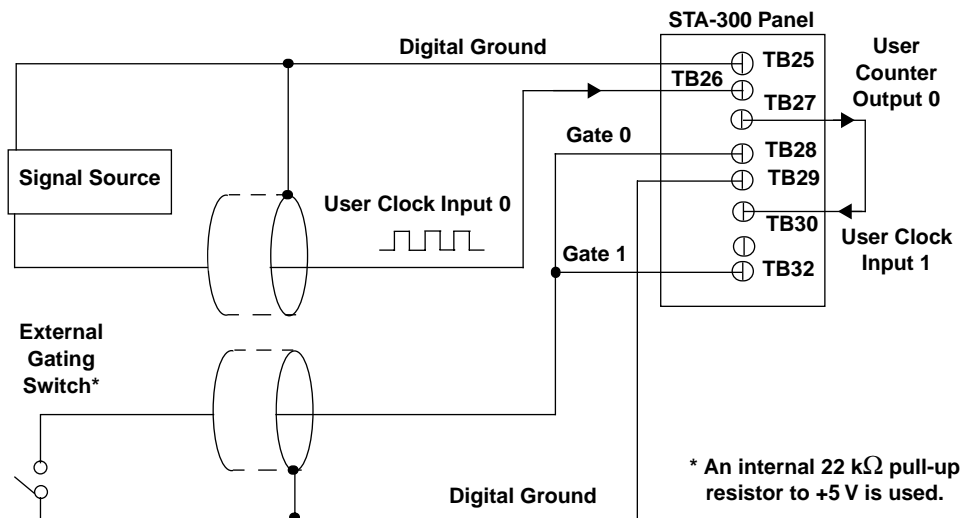 STA-300 Panel
Digital Ground
TB25
TB26
TB27
User
Counter
Output 0
Gate 0
TB28
Signal Source
TB29
User Clock Input 0
TB30
User Clock
Input 1
Gate 1
TB32
External
Gating
Switch*
* An internal 22 kΩ pull-up
resistor to +5 V is used.
Digital Ground